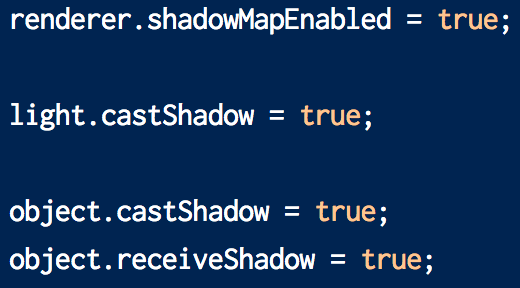 renderer.shadowMapEnabled = true;
light.castShadow = true;
object.castShadow = true;
object.receiveShadow = true;